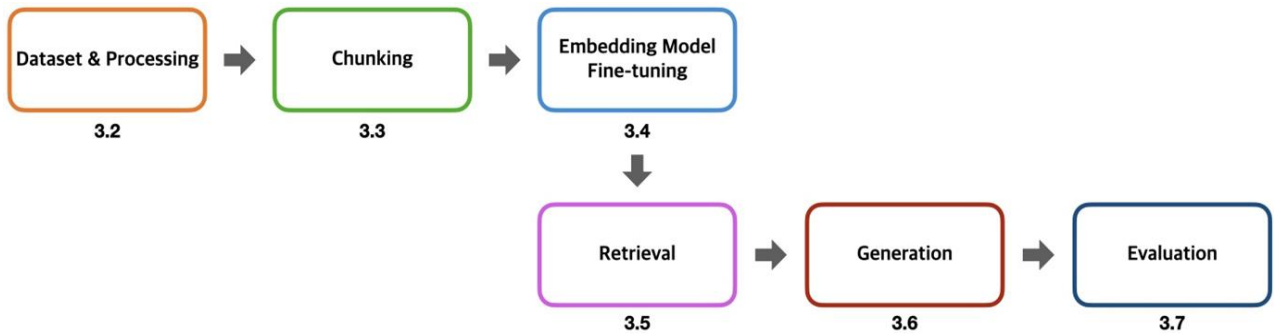 Dataset & Processing
3.2
Chunking
3.3
Embedding Model
Fine-tuning
3.4
Retrieval
3.5
Generation
3.6
Evaluation
3.7